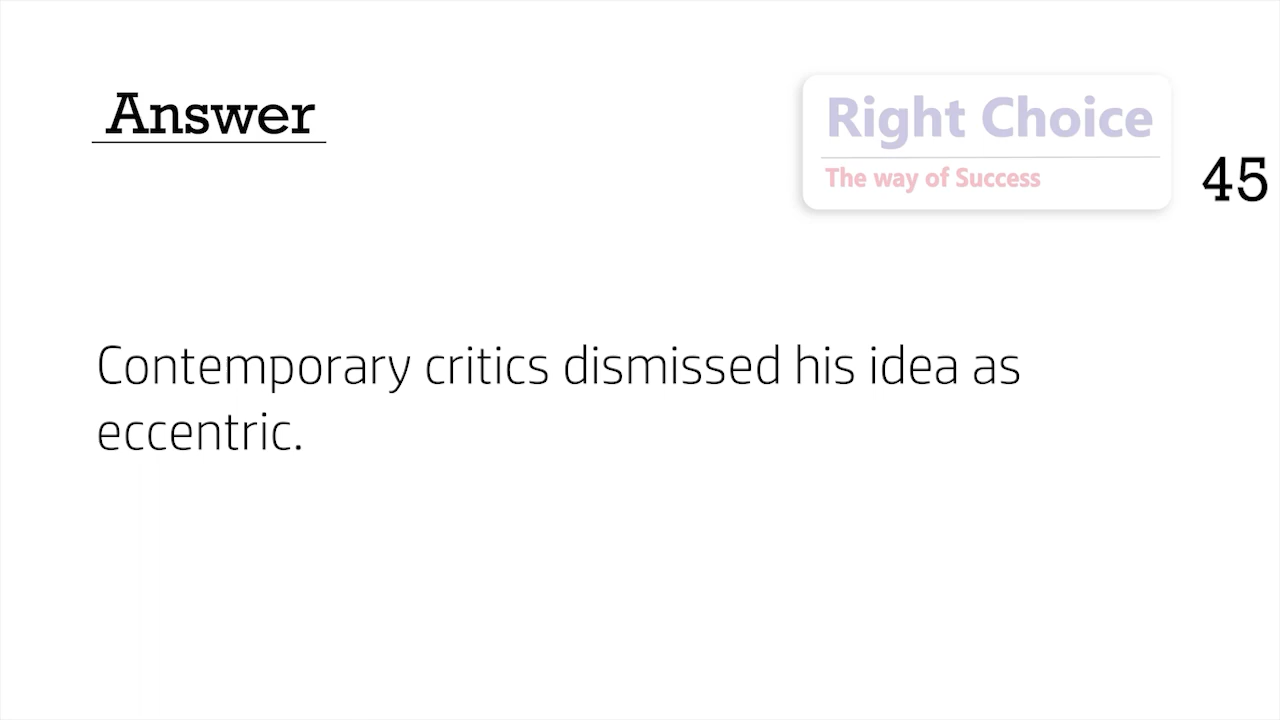 Answer
Right Choice
The way of Success
45
Contemporary critics dismissed his idea as
eccentric.